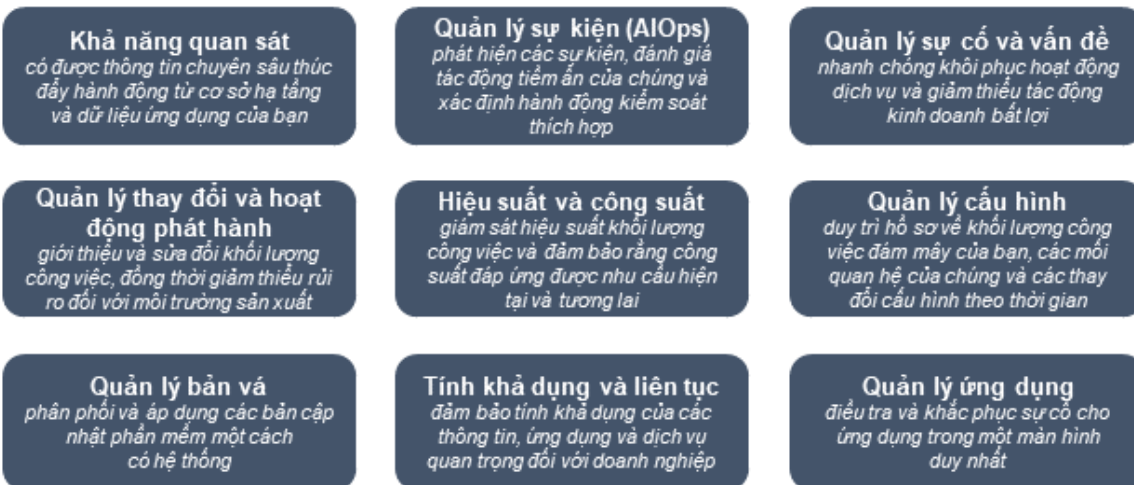 Khả năng quan sát
có được thông tin chuyên sâu thúc
đẩy hành động từ cơ sở hạ tầng
và dữ liệu ứng dụng của bạn
Quản lý sự kiện (AIOps)
phát hiện các sự kiện, đánh giá
tác động tiềm ẩn của chúng và
xác định hành động kiểm soát
thích hợp
Quản lý sự cố và vấn đề
nhanh chóng khôi phục hoạt động
dịch vụ và giảm thiểu tác động
kinh doanh bất lợi
Quản lý thay đổi và hoạt
động phát hành
giới thiệu và sửa đổi khối lượng
công việc, đồng thời giảm thiểu rủi
ro đối với môi trường sản xuất
Hiệu suất và công suất
giám sát hiệu suất khối lượng
công việc và đảm bảo rằng công
suất đáp ứng được nhu cầu hiện
tại và tương lai
Quản lý cấu hình
duy trì hồ sơ về khối lượng công
việc đám mây của bạn, các mối
quan hệ của chúng và các thay
đổi cấu hình theo thời gian
Quản lý bản vá
phân phối và áp dụng các bản cập
nhật phần mềm một cách
có hệ thống
Tính khả dụng và liên tục
đảm bảo tính khả dụng của các
thông tin, ứng dụng và dịch vụ
quan trọng đối với doanh nghiệp
Quản lý ứng dụng
điều tra và khắc phục sự cố cho
ứng dụng trong một màn hình
duy nhất